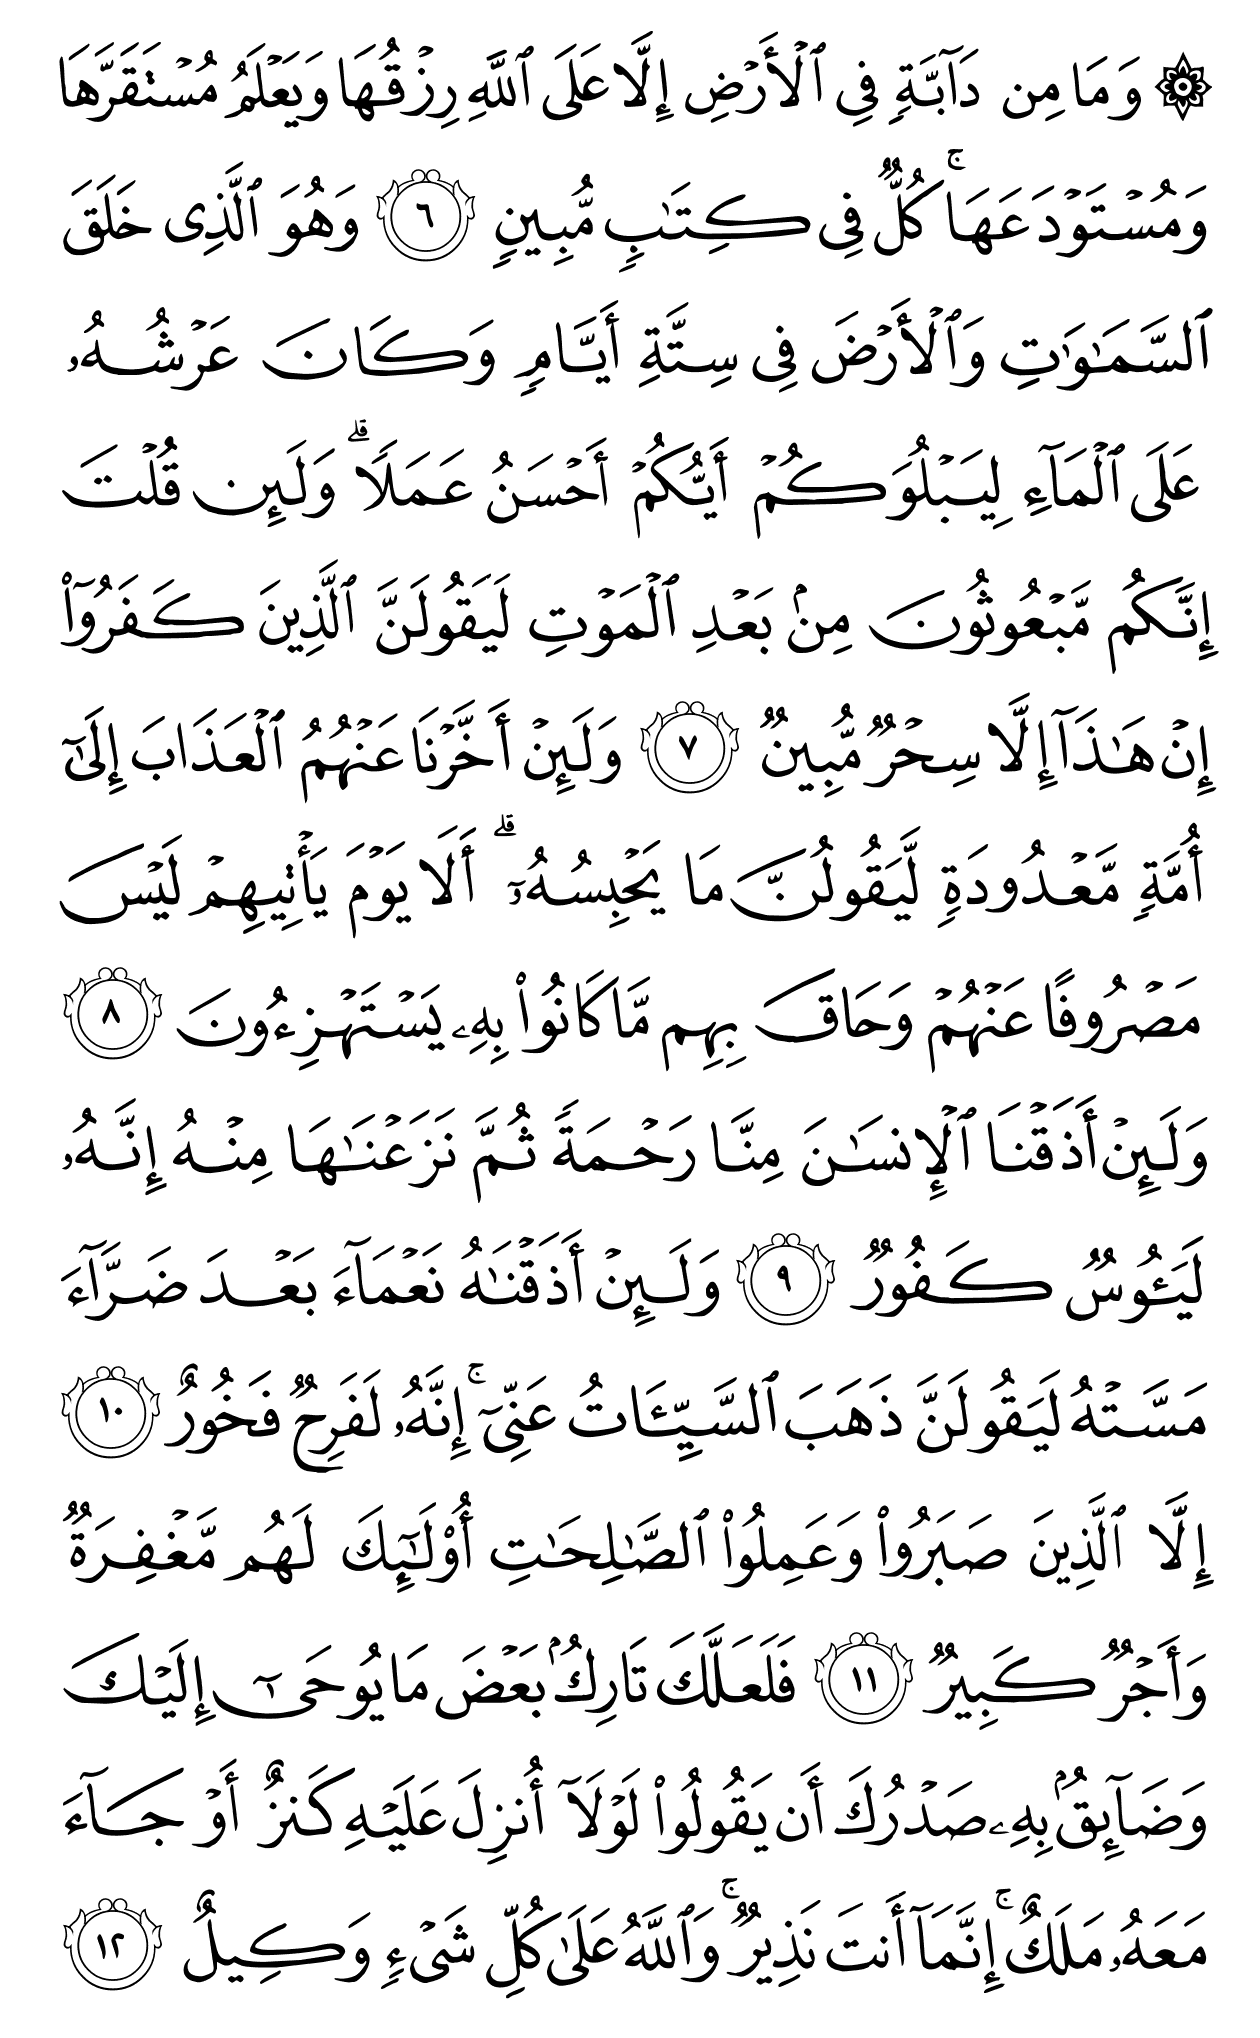 ۞ وَمَا مِن دَآبَّةٍ فِى ٱلْأَرْضِ إِلَّا عَلَى ٱللَّهِ رِزْقُهَا وَيَعْلَمُ مُسْتَقَرَّهَا
وَمُسْتَوْدَعَهَا ۚ كُلٌّ فِى كِتَٰبٍ مُّبِينٍ ٦ وَهُوَ ٱلَّذِى خَلَقَ
ٱلسَّمَٰوَٰتِ وَٱلْأَرْضَ فِى سِتَّةِ أَيَّامٍ وَكَانَ عَرْشُهُۥ
عَلَى ٱلْمَآءِ لِيَبْلُوَكُمْ أَيُّكُمْ أَحْسَنُ عَمَلًا ۗ وَلَئِن قُلْتَ
إِنَّكُم مَّبْعُوثُونَ مِنۢ بَعْدِ ٱلْمَوْتِ لَيَقُولَنَّ ٱلَّذِينَ كَفَرُوٓا۟
إِنْ هَٰذَآ إِلَّا سِحْرٌ مُّبِينٌ ٧ وَلَئِنْ أَخَّرْنَا عَنْهُمُ ٱلْعَذَابَ إِلَىٰٓ
أُمَّةٍ مَّعْدُودَةٍ لَّيَقُولُنَّ مَا يَحْبِسُهُۥٓ ۗ أَلَا يَوْمَ يَأْتِيهِمْ لَيْسَ
مَصْرُوفًا عَنْهُمْ وَحَاقَ بِهِم مَّا كَانُوا۟ بِهِۦ يَسْتَهْزِءُونَ ٨
وَلَئِنْ أَذَقْنَا ٱلْإِنسَٰنَ مِنَّا رَحْمَةً ثُمَّ نَزَعْنَٰهَا مِنْهُ إِنَّهُۥ
لَيَـُٔوسٌ كَفُورٌ ٩ وَلَئِنْ أَذَقْنَٰهُ نَعْمَآءَ بَعْدَ ضَرَّآءَ
مَسَّتْهُ لَيَقُولَنَّ ذَهَبَ ٱلسَّيِّـَٔاتُ عَنِّىٓ ۚ إِنَّهُۥ لَفَرِحٌ فَخُورٌ ١٠
إِلَّا ٱلَّذِينَ صَبَرُوا۟ وَعَمِلُوا۟ ٱلصَّٰلِحَٰتِ أُو۟لَٰٓئِكَ لَهُم مَّغْفِرَةٌ
وَأَجْرٌ كَبِيرٌ ١١ فَلَعَلَّكَ تَارِكٌۢ بَعْضَ مَا يُوحَىٰٓ إِلَيْكَ
وَضَآئِقٌۢ بِهِۦ صَدْرُكَ أَن يَقُولُوا۟ لَوْلَآ أُنزِلَ عَلَيْهِ كَنزٌ أَوْ جَآءَ
مَعَهُۥ مَلَكٌ ۚ إِنَّمَآ أَنتَ نَذِيرٌ ۚ وَٱللَّهُ عَلَىٰ كُلِّ شَىْءٍ وَكِيلٌ ١٢